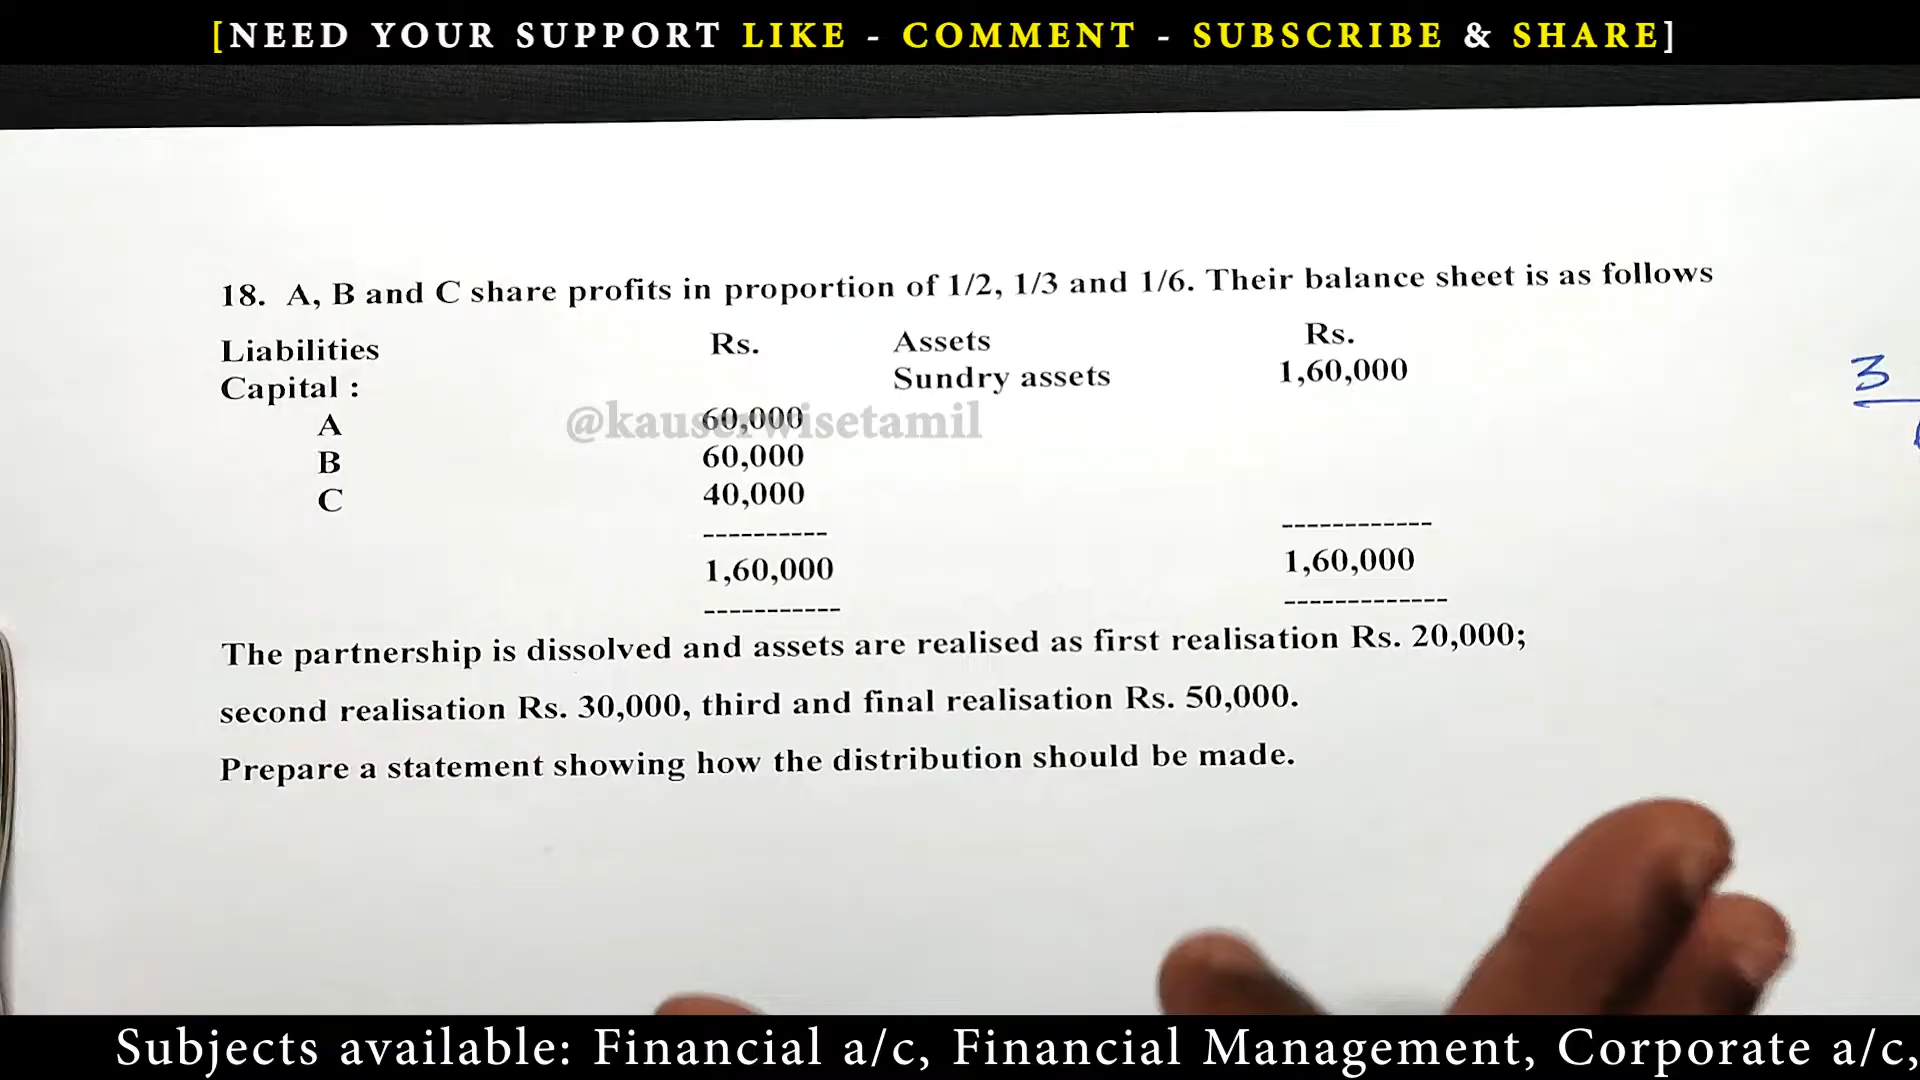 [NEED YOUR SUPPORT LIKE - COMMENT - SUBSCRIBE & SHARE]
18. A, B and C share profits in proportion of 1/2, 1/3 and 1/6. Their balance sheet is as follows
Liabilities Rs. Assets Rs.
Capital : Sundry assets 1,60,000
A 60,000
@kauserwisetamil
B 60,000
C 40,000
1,60,000 1,60,000
The partnership is dissolved and assets are realised as first realisation Rs. 20,000;
second realisation Rs. 30,000, third and final realisation Rs. 50,000.
Prepare a statement showing how the distribution should be made.
3
Subjects available: Financial a/c, Financial Management, Corporate a/c,